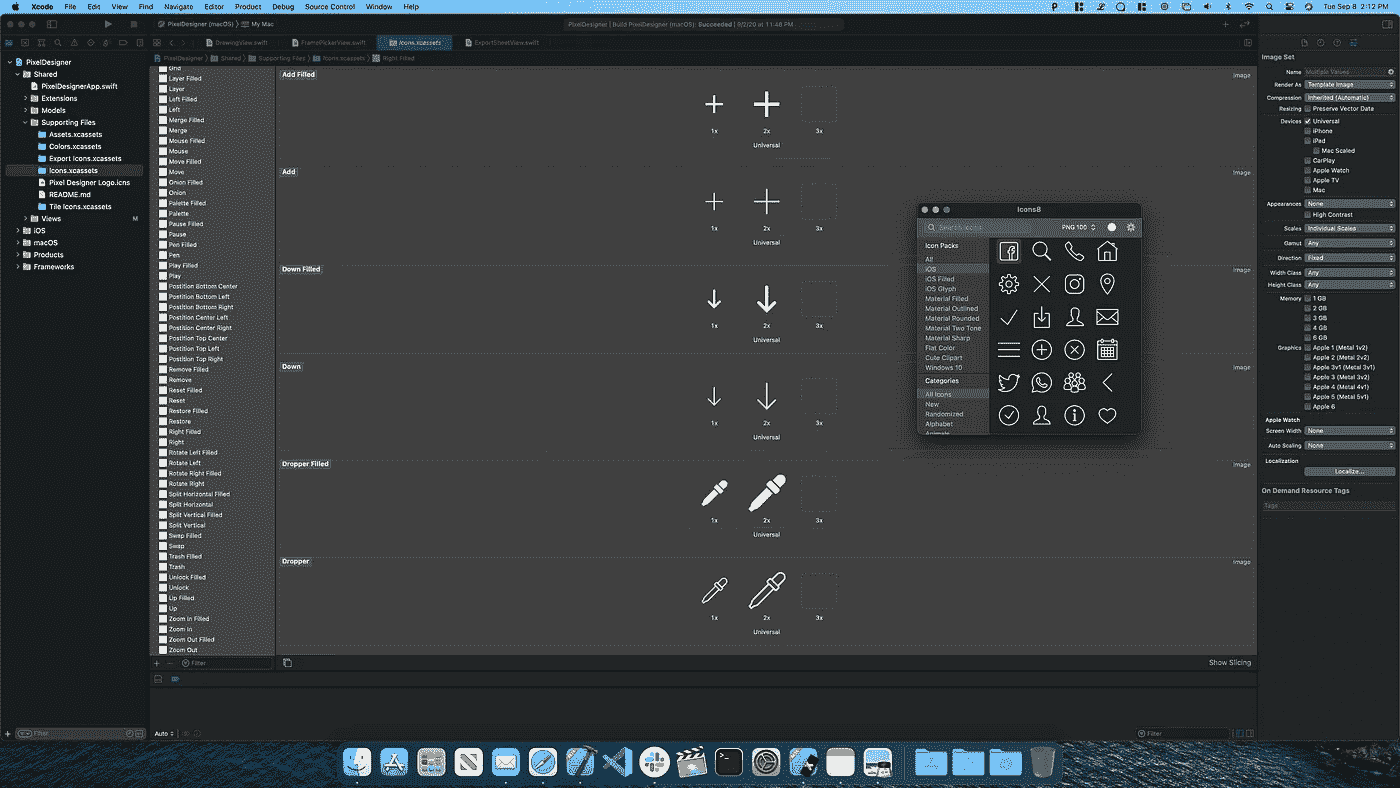 Xcode File Edit View Find Navigate Editor Product Debug Source Control Window Help
Tue Sep 8 2:12 PM
PixelDesigner (macOS) My Mac
PixelDesigner | Build PixelDesigner (macOS): Succeeded | 9/2/20 at 11:48 PM
DrawingView.swift
FramePickerView.swift
Icons.xcassets
ExportSheetView.swift
PixelDesigner Shared Supporting Files Icons.xcassets Right Filled
PixelDesigner
Shared
PixelDesignerApp.swift
Extensions
Models
Supporting Files
Assets.xcassets
Colors.xcassets
Export Icons.xcassets
Icons.xcassets
Pixel Designer Logo.icns
README.md
Tile Icons.xcassets
Views M
iOS
macOS
Products
Frameworks
Filter
Grid
Layer Filled
Layer
Left Filled
Left
Merge Filled
Merge
Mouse Filled
Mouse
Move Filled
Move
Onion Filled
Onion
Palette Filled
Palette
Pause Filled
Pause
Pen Filled
Pen
Play Filled
Play
Postition Bottom Center
Postition Bottom Left
Postition Bottom Right
Postition Center Left
Postition Center Right
Postition Top Center
Postition Top Left
Postition Top Right
Remove Filled
Remove
Reset Filled
Reset
Restore Filled
Restore
Right Filled
Right
Rotate Left Filled
Rotate Left
Rotate Right Filled
Rotate Right
Split Horizontal Filled
Split Horizontal
Split Vertical Filled
Split Vertical
Swap Filled
Swap
Trash Filled
Trash
Unlock Filled
Unlock
Up Filled
Up
Zoom In Filled
Zoom In
Zoom Out Filled
Zoom Out
Filter
Add Filled Image
1x 2x 3x
Universal
Add Image
1x 2x 3x
Universal
Down Filled Image
1x 2x 3x
Universal
Down Image
1x 2x 3x
Universal
Dropper Filled Image
1x 2x 3x
Universal
Dropper Image
1x 2x 3x
Universal
Show Slicing
Auto
Filter
Icons8
Search Icons
PNG 100
Icon Packs
All
iOS
iOS Filled
iOS Glyph
Material Filled
Material Outlined
Material Rounded
Material Two Tone
Material Sharp
Flat Color
Cute Clipart
Windows 10
Categories
All Icons
New
Randomized
Alphabet
Animals
Image Set
Name Multiple Values
Render As Template Image
Compression Inherited (Automatic)
Resizing Preserve Vector Data
Devices Universal
iPhone
iPad
Mac Scaled
CarPlay
Apple Watch
Apple TV
Mac
Appearances None
High Contrast
Scales Individual Scales
Gamut Any
Direction Fixed
Width Class Any
Height Class Any
Memory 1 GB
2 GB
3 GB
4 GB
6 GB
Graphics Apple 1 (Metal 1v2)
Apple 2 (Metal 2v2)
Apple 3v1 (Metal 3v1)
Apple 3 (Metal 3v2)
Apple 4 (Metal 4v1)
Apple 5 (Metal 5v1)
Apple 6
Apple Watch
Screen Width None
Auto Scaling None
Localization
Localize...
On Demand Resource Tags
Tags